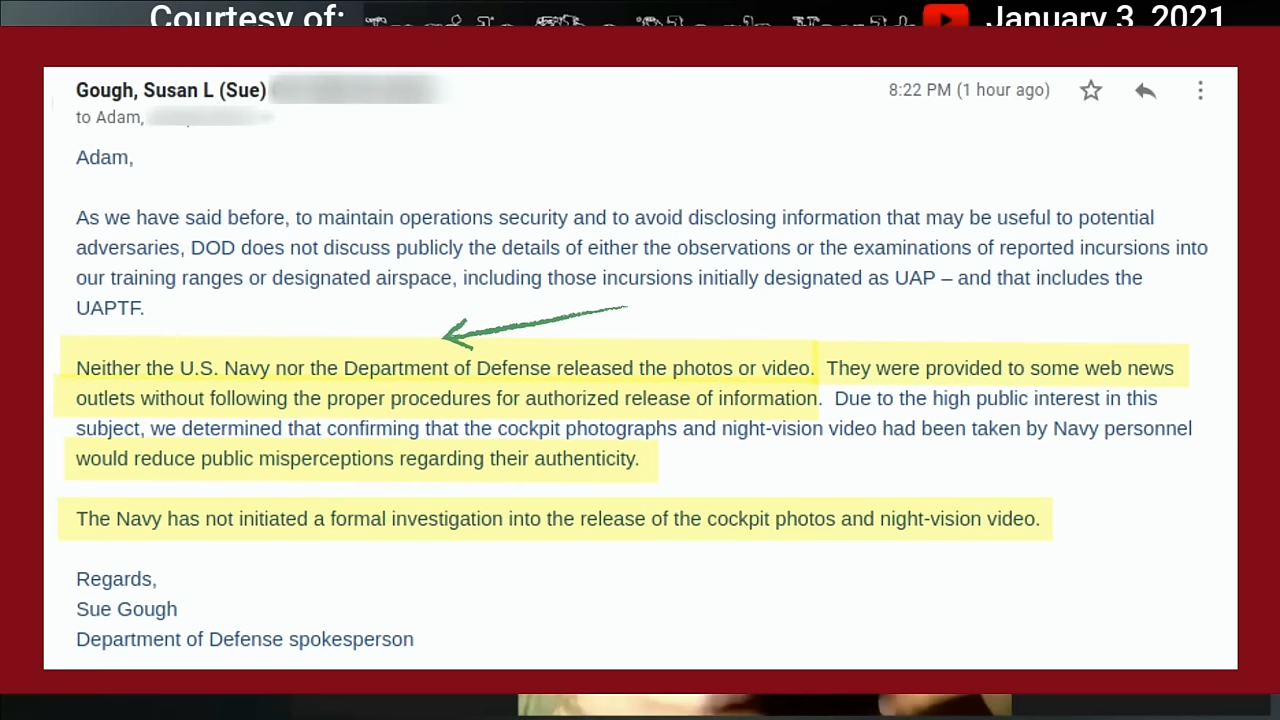 Courtesy of:
January 3, 2021
Gough, Susan L (Sue)
8:22 PM (1 hour ago)
to Adam,
Adam,
As we have said before, to maintain operations security and to avoid disclosing information that may be useful to potential
adversaries, DOD does not discuss publicly the details of either the observations or the examinations of reported incursions into
our training ranges or designated airspace, including those incursions initially designated as UAP – and that includes the
UAPTF.
Neither the U.S. Navy nor the Department of Defense released the photos or video. They were provided to some web news
outlets without following the proper procedures for authorized release of information. Due to the high public interest in this
subject, we determined that confirming that the cockpit photographs and night-vision video had been taken by Navy personnel
would reduce public misperceptions regarding their authenticity.
The Navy has not initiated a formal investigation into the release of the cockpit photos and night-vision video.
Regards,
Sue Gough
Department of Defense spokesperson